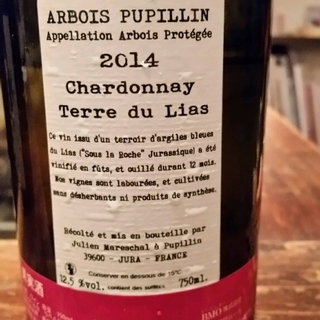 ARBOIS PUPILLIN
Appellation Arbois Protégée
2014
Chardonnay
Terre du Lias
Ce vin issu d'un terroir d'argiles bleues
du Lias ("Sous la Roche" Jurassique) a été
vinifié en fûts, et ouillé durant 12 mois.
Nos vignes sont labourées, et cultivées
sans désherbants ni produits de synthèse.
Récolté et mis en bouteille par
Julien Mareschal à Pupillin
39600 - JURA - FRANCE
Conserver en dessous de 15°C
12.5 %vol. contient des sulfites 750ml.